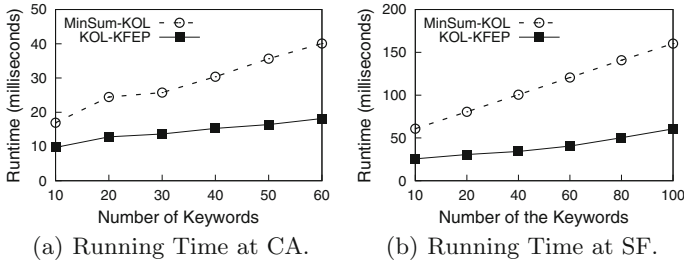 50
40
30
20
10
0
Runtime (milliseconds)
MinSum-KOL
KOL-KFEP
10 20 30 40 50 60
Number of Keywords
(a) Running Time at CA.
200
150
100
50
0
Runtime (milliseconds)
MinSum-KOL
KOL-KFEP
10 20 40 60 80 100
Number of the Keywords
(b) Running Time at SF.